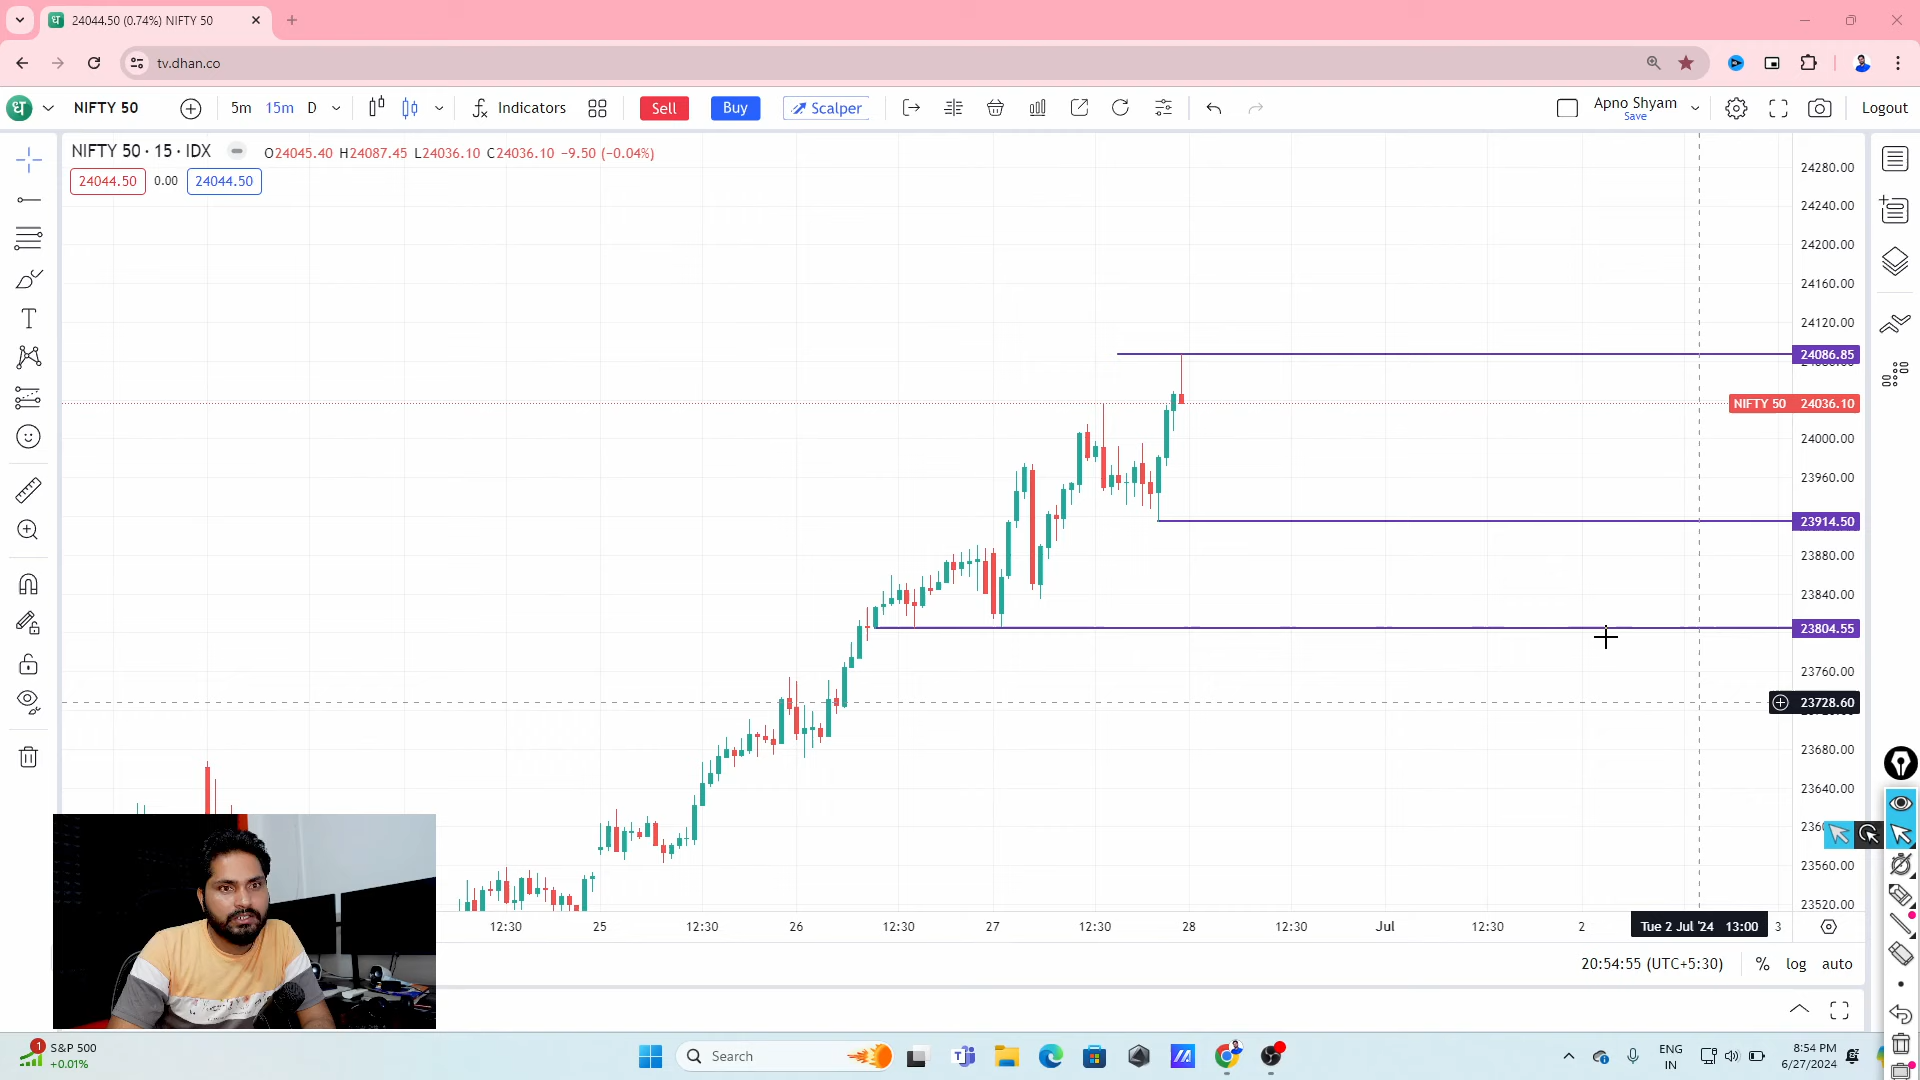 24044.50 (0.74%) NIFTY 50
tv.dhan.co
ध
NIFTY 50
5m 15m D
Indicators
Sell
Buy
Scalper
Apno Shyam
Save
Logout
NIFTY 50 · 15 · IDX
O24045.40 H24087.45 L24036.10 C24036.10 −9.50 (−0.04%)
24044.50 0.00 24044.50
24280.00
24240.00
24200.00
24160.00
24120.00
24086.85
NIFTY 50 24036.10
24000.00
23960.00
23914.50
23880.00
23840.00
23804.55
23760.00
23728.60
23680.00
23640.00
23560.00
23520.00
12:30 25 12:30 26 12:30 27 12:30 28 12:30 Jul 12:30 2 Tue 2 Jul '24 13:00 3
20:54:55 (UTC+5:30) % log auto
1
S&P 500
+0.01%
Search
ENG
IN
8:54 PM
6/27/2024